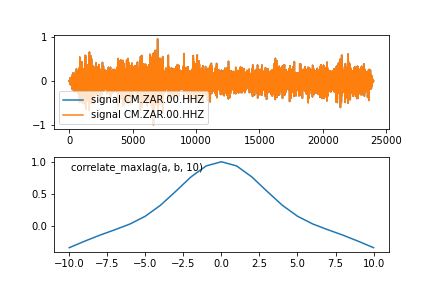 1
0
−1
signal CM.ZAR.00.HHZ
signal CM.ZAR.00.HHZ
0 5000 10000 15000 20000 25000
1.0
0.5
0.0
correlate_maxlag(a, b, 10)
−10.0 −7.5 −5.0 −2.5 0.0 2.5 5.0 7.5 10.0